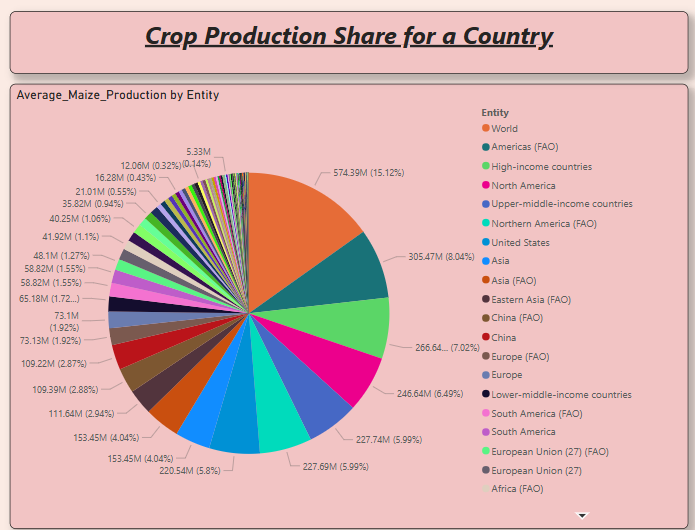 Crop Production Share for a Country
Average_Maize_Production by Entity
Entity
World
Americas (FAO)
High-income countries
North America
Upper-middle-income countries
Northern America (FAO)
United States
Asia
Asia (FAO)
Eastern Asia (FAO)
China (FAO)
China
Europe (FAO)
Europe
Lower-middle-income countries
South America (FAO)
South America
European Union (27) (FAO)
European Union (27)
Africa (FAO)
574.39M (15.12%)
305.47M (8.04%)
266.64... (7.02%)
246.64M (6.49%)
227.74M (5.99%)
227.69M (5.99%)
220.54M (5.8%)
153.45M (4.04%)
153.45M (4.04%)
111.64M (2.94%)
109.39M (2.88%)
109.22M (2.87%)
73.13M (1.92%)
73.1M
(1.92%)
65.18M (1.72...)
58.82M (1.55%)
58.82M (1.55%)
48.1M (1.27%)
41.92M (1.1%)
40.25M (1.06%)
35.82M (0.94%)
21.01M (0.55%)
16.28M (0.43%)
12.06M (0.32%)
5.33M
(0.14%)